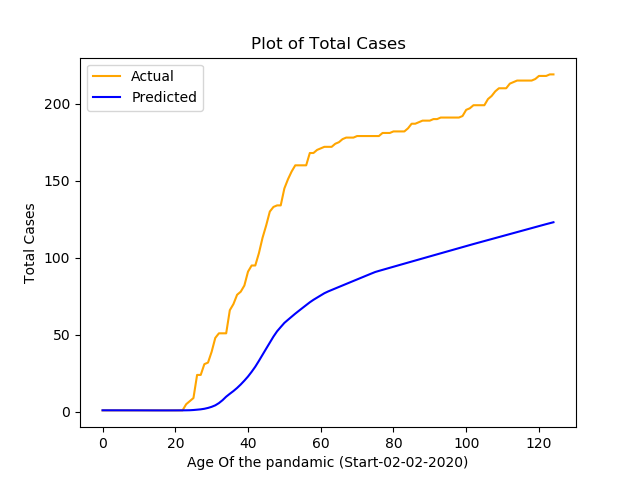 Plot of Total Cases
Actual
Predicted
Total Cases
200
150
100
50
0
0 20 40 60 80 100 120
Age Of the pandamic (Start-02-02-2020)